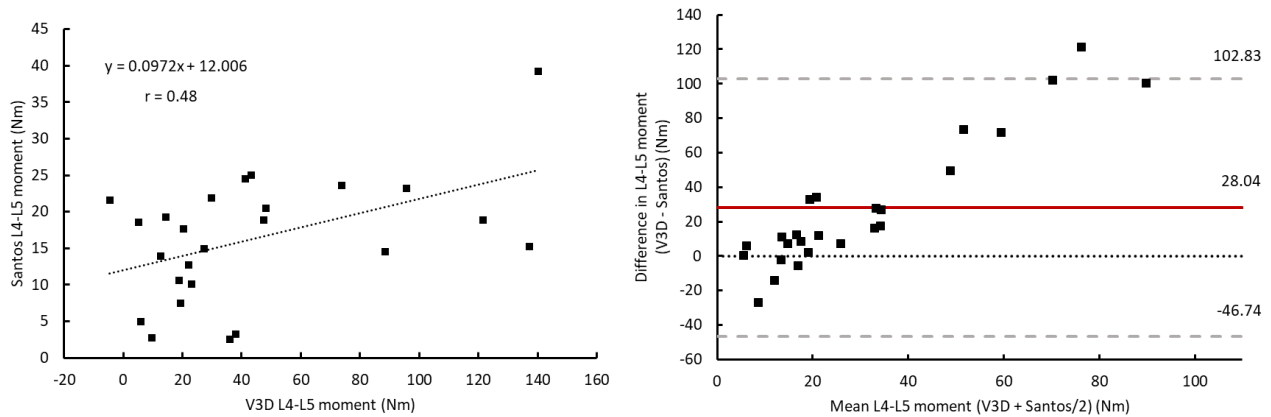 45
40
35
30
25
20
15
10
5
0
Santos L4-L5 moment (Nm)
y = 0.0972x + 12.006
r = 0.48
-20 0 20 40 60 80 100 120 140 160
V3D L4-L5 moment (Nm)
140
120
100
80
60
40
20
0
-20
-40
-60
Difference in L4-L5 moment
(V3D - Santos) (Nm)
102.83
28.04
-46.74
0 20 40 60 80 100
Mean L4-L5 moment (V3D + Santos/2) (Nm)